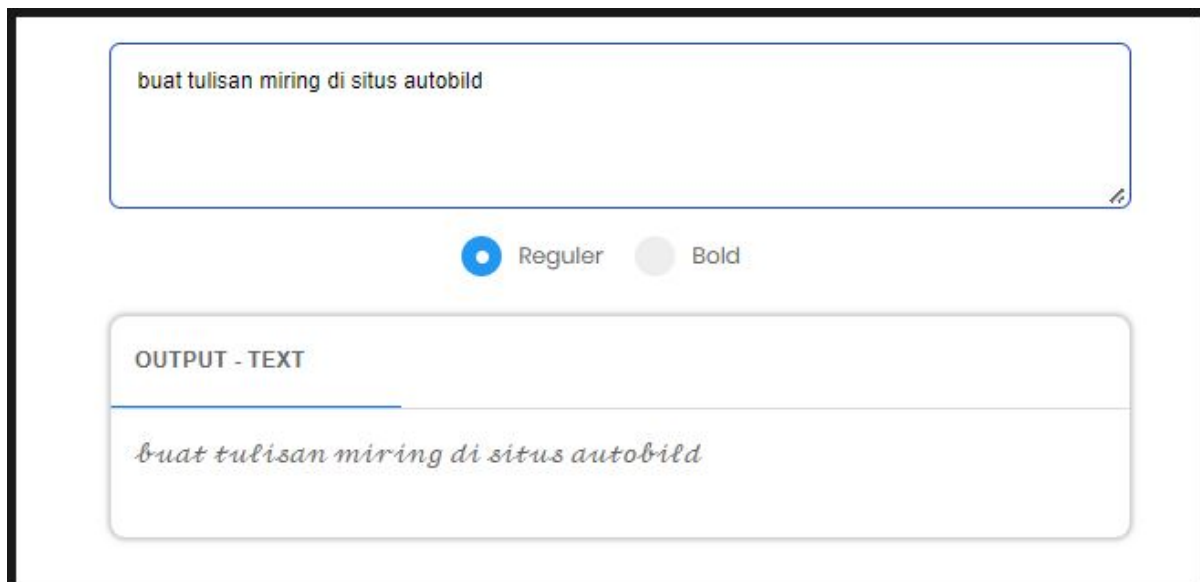 buat tulisan miring di situs autobild
Reguler Bold
OUTPUT - TEXT
buat tulisan miring di situs autobild